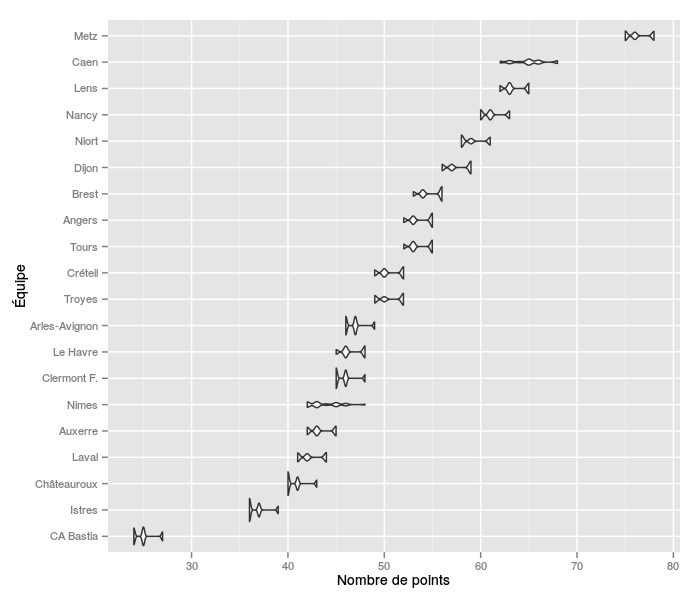 Metz
Caen
Lens
Nancy
Niort
Dijon
Brest
Angers
Tours
Créteil
Troyes
Arles-Avignon
Le Havre
Clermont F.
Nimes
Auxerre
Laval
Châteauroux
Istres
CA Bastia
Équipe
30 40 50 60 70 80
Nombre de points